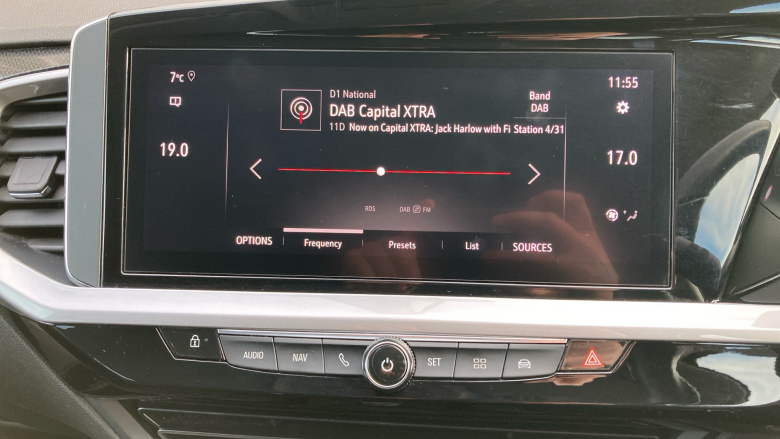 7°C
11:55
D1 National
DAB Capital XTRA
11D Now on Capital XTRA: Jack Harlow with Fi Station 4/31
Band
DAB
19.0
17.0
RDS DAB FM
OPTIONS Frequency Presets List SOURCES
AUDIO NAV SET